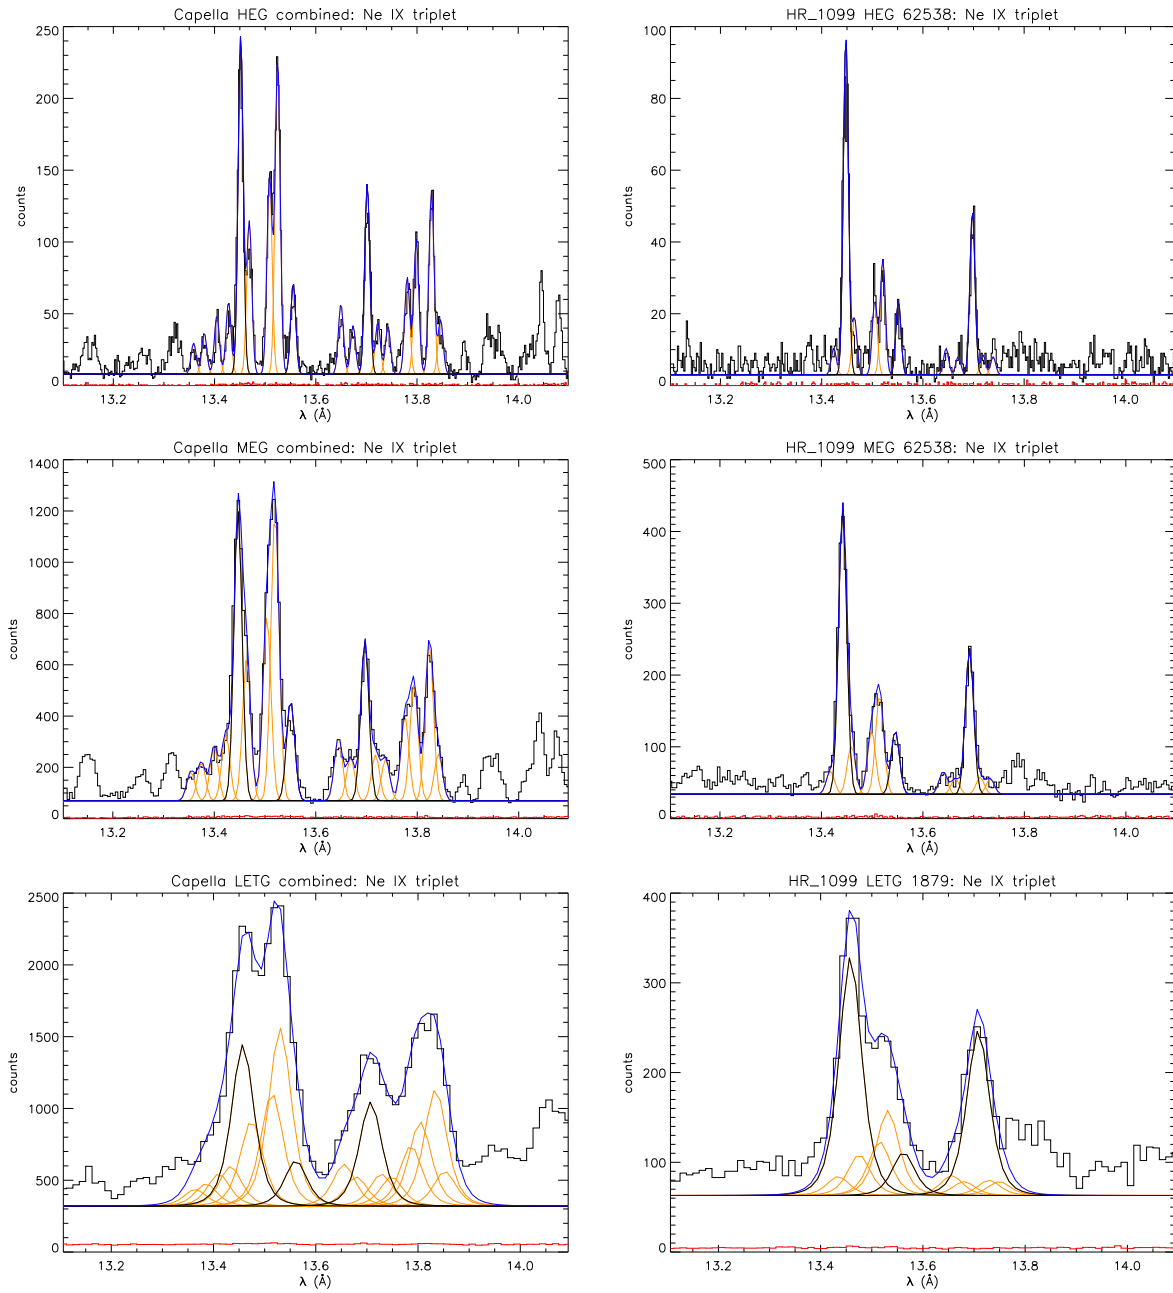 Capella HEG combined: Ne IX triplet
250
200
150
100
50
0
counts
13.2 13.4 13.6 13.8 14.0
λ (Å)
HR_1099 HEG 62538: Ne IX triplet
100
80
60
40
20
0
counts
13.2 13.4 13.6 13.8 14.0
λ (Å)
Capella MEG combined: Ne IX triplet
1400
1200
1000
800
600
400
200
0
counts
13.2 13.4 13.6 13.8 14.0
λ (Å)
HR_1099 MEG 62538: Ne IX triplet
500
400
300
200
100
0
counts
13.2 13.4 13.6 13.8 14.0
λ (Å)
Capella LETG combined: Ne IX triplet
2500
2000
1500
1000
500
0
counts
13.2 13.4 13.6 13.8 14.0
λ (Å)
HR_1099 LETG 1879: Ne IX triplet
400
300
200
100
0
counts
13.2 13.4 13.6 13.8 14.0
λ (Å)